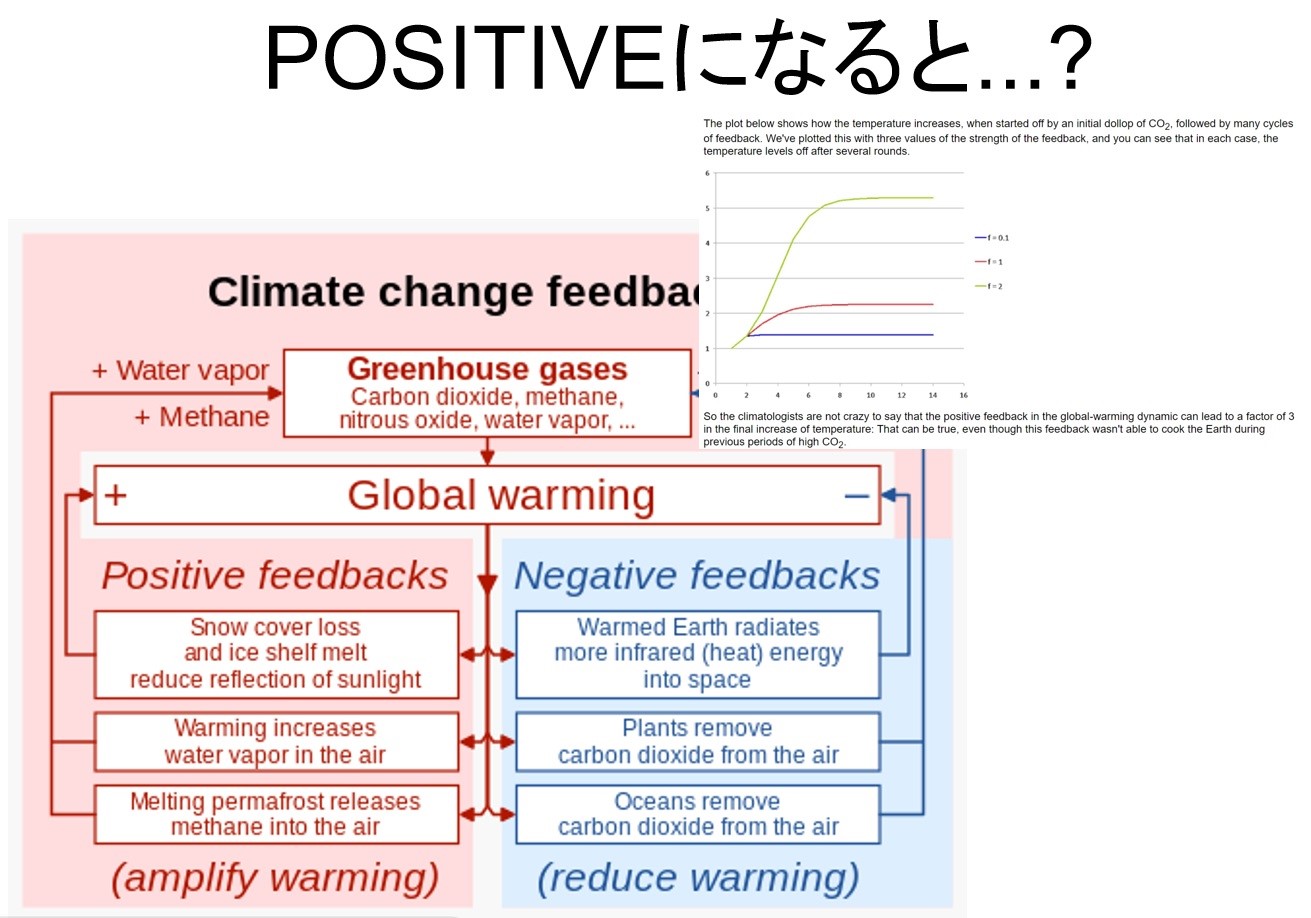 POSITIVEになると...?
The plot below shows how the temperature increases, when started off by an initial dollop of CO2, followed by many cycles
of feedback. We've plotted this with three values of the strength of the feedback, and you can see that in each case, the
temperature levels off after several rounds.
6
5
4
3
2
1
0
0 2 4 6 8 10 12 14 16
f = 0.1
f = 1
f = 2
So the climatologists are not crazy to say that the positive feedback in the global-warming dynamic can lead to a factor of 3
in the final increase of temperature: That can be true, even though this feedback wasn't able to cook the Earth during
previous periods of high CO2.
Climate change feedbac
+ Water vapor
+ Methane
Greenhouse gases
Carbon dioxide, methane,
nitrous oxide, water vapor, ...
+ Global warming –
Positive feedbacks
Snow cover loss
and ice shelf melt
reduce reflection of sunlight
Warming increases
water vapor in the air
Melting permafrost releases
methane into the air
(amplify warming)
Negative feedbacks
Warmed Earth radiates
more infrared (heat) energy
into space
Plants remove
carbon dioxide from the air
Oceans remove
carbon dioxide from the air
(reduce warming)